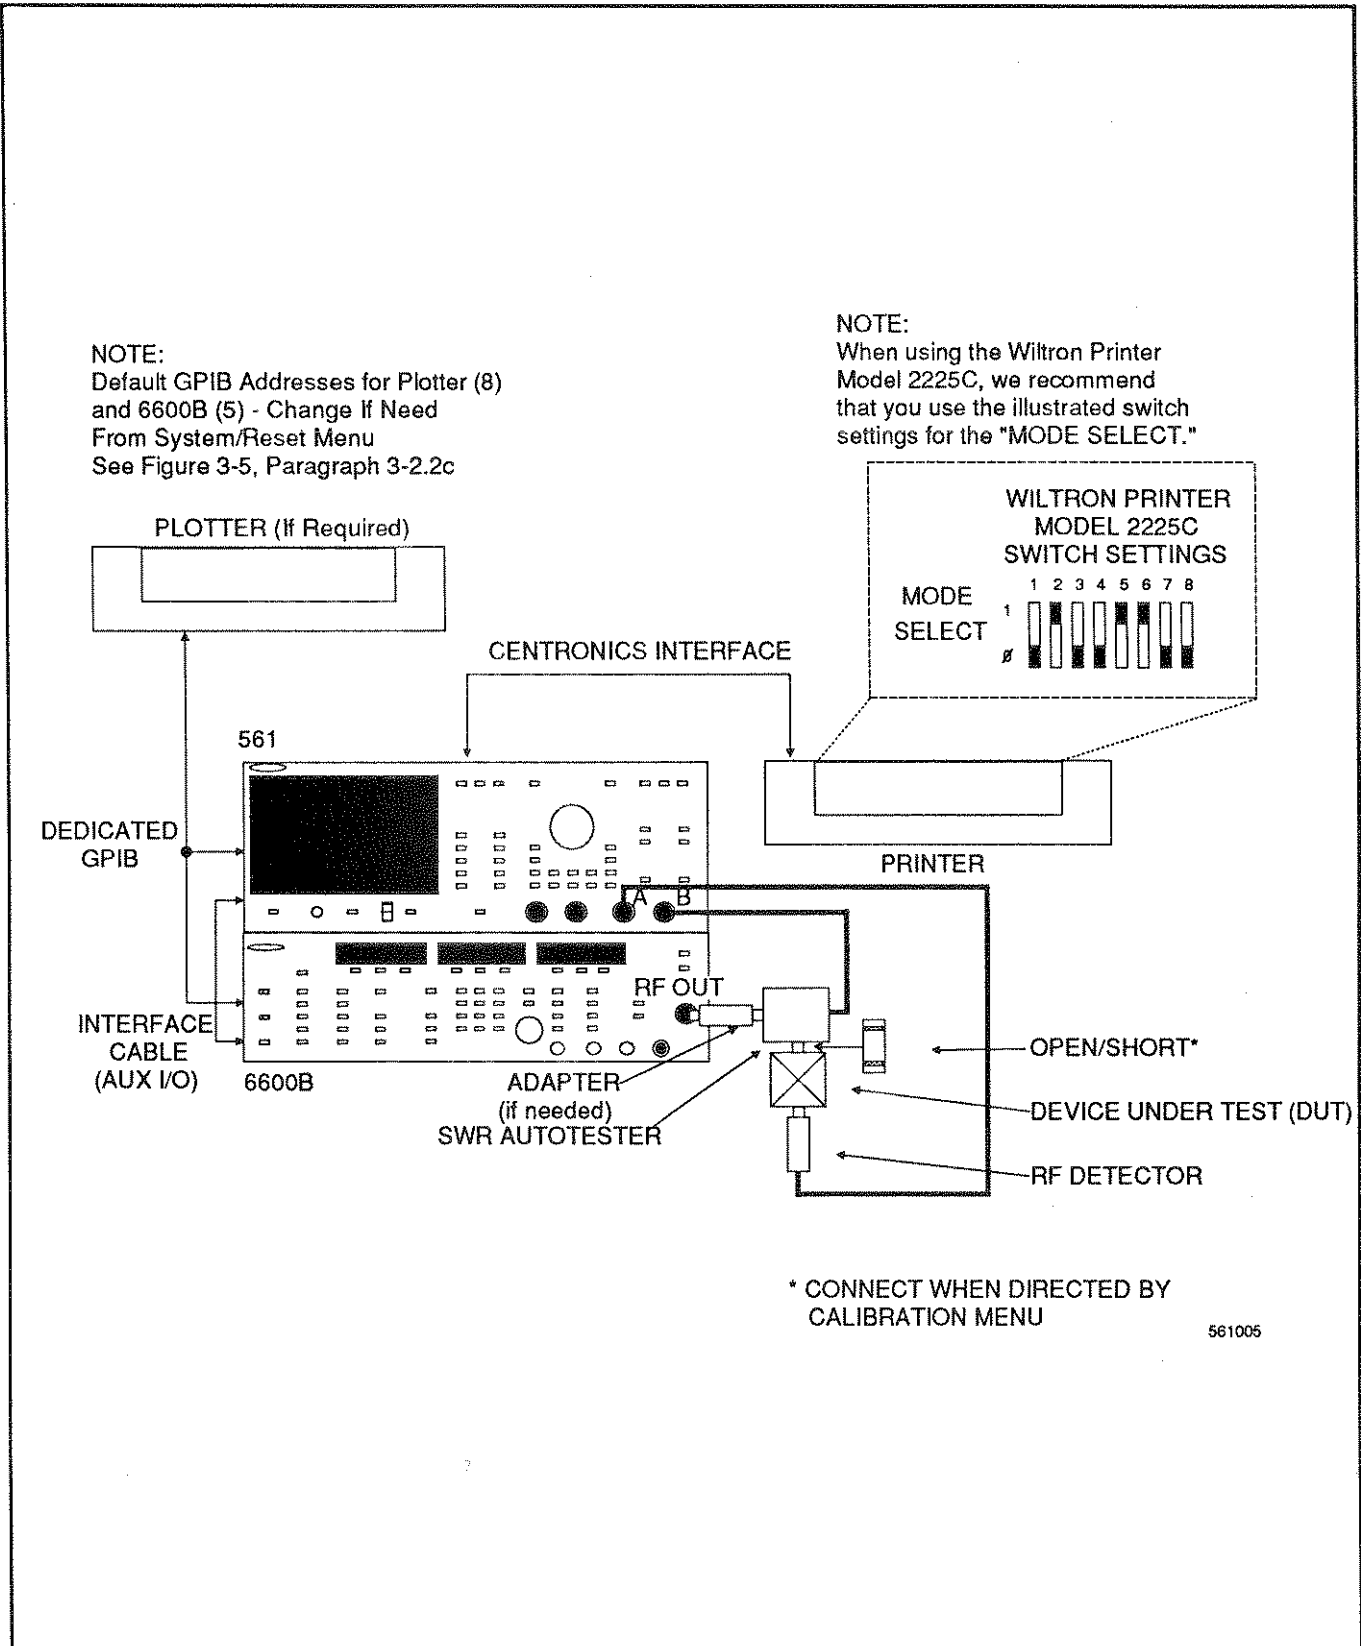 NOTE:
Default GPIB Addresses for Plotter (8)
and 6600B (5) - Change If Need
From System/Reset Menu
See Figure 3-5, Paragraph 3-2.2c
NOTE:
When using the Wiltron Printer
Model 2225C, we recommend
that you use the illustrated switch
settings for the "MODE SELECT."
WILTRON PRINTER
MODEL 2225C
SWITCH SETTINGS
1 2 3 4 5 6 7 8
MODE
SELECT
1
Ø
PLOTTER (If Required)
CENTRONICS INTERFACE
561
DEDICATED
GPIB
PRINTER
A
B
RF OUT
INTERFACE
CABLE
(AUX I/O)
6600B
ADAPTER
(if needed)
SWR AUTOTESTER
OPEN/SHORT*
DEVICE UNDER TEST (DUT)
RF DETECTOR
* CONNECT WHEN DIRECTED BY
CALIBRATION MENU
561005